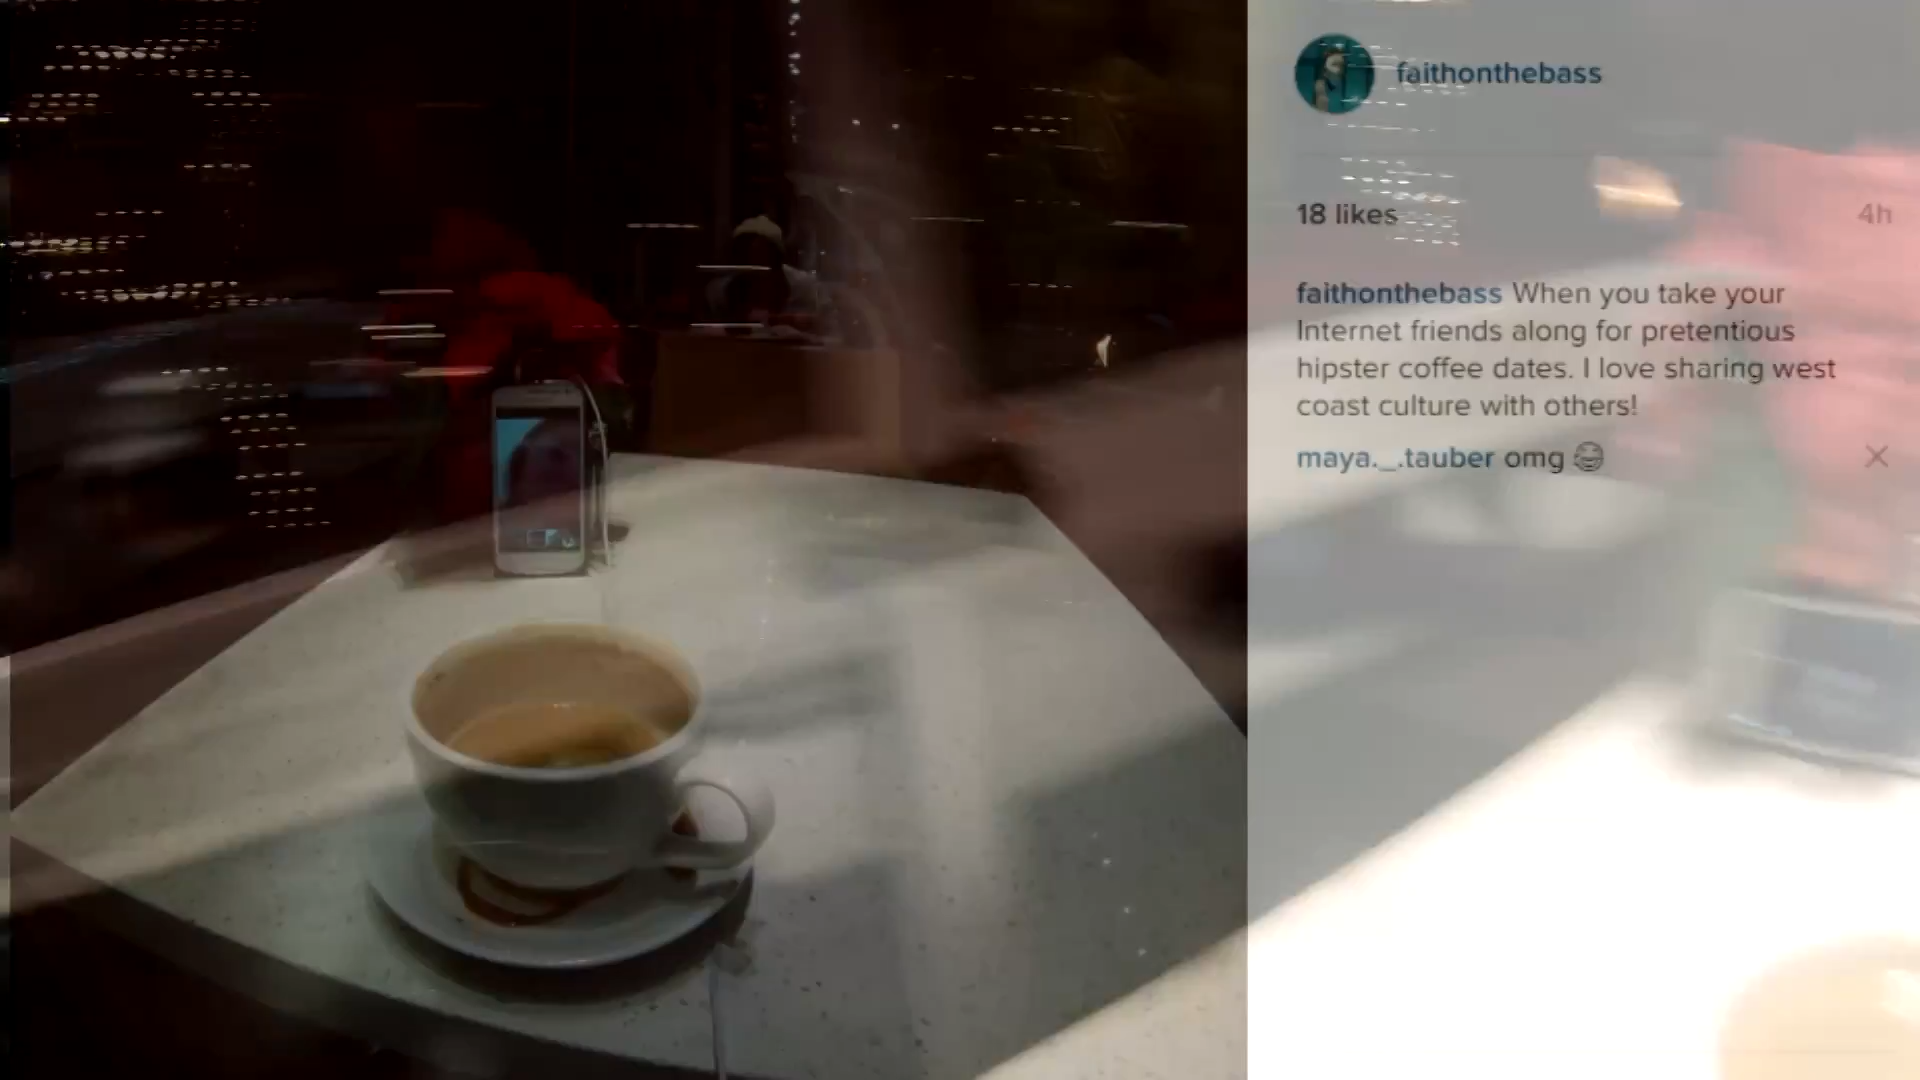 faithonthebass
18 likes
4h
faithonthebass When you take your
Internet friends along for pretentious
hipster coffee dates. I love sharing west
coast culture with others!
maya._.tauber omg 😂